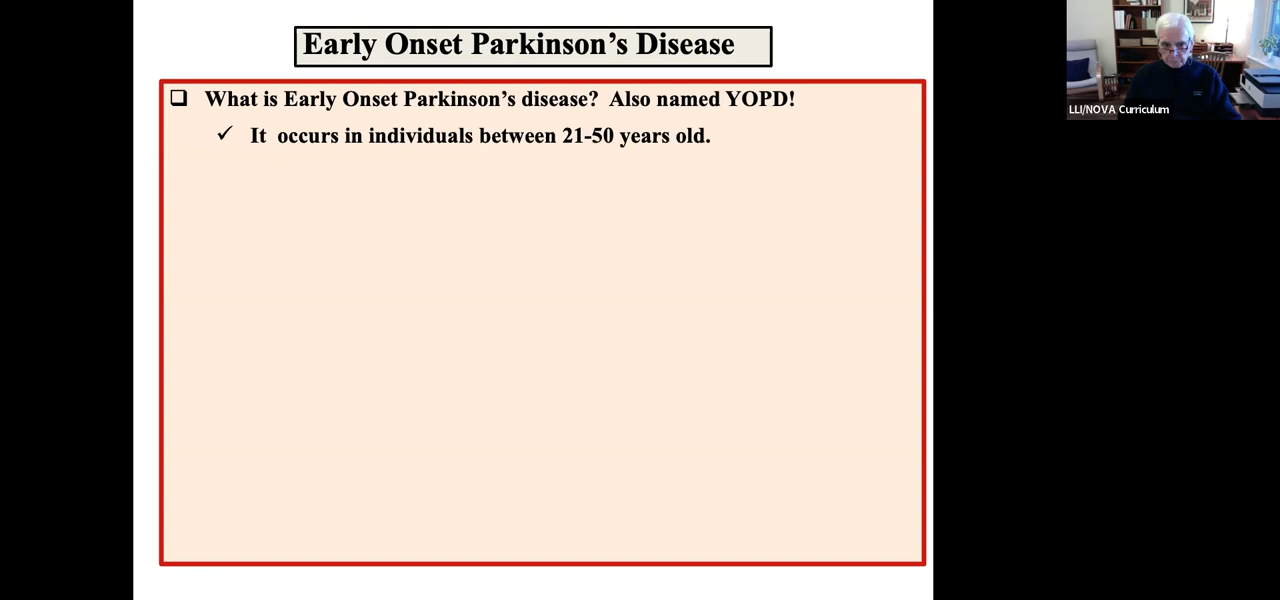 Early Onset Parkinson’s Disease
❑ What is Early Onset Parkinson’s disease? Also named YOPD!
✓ It occurs in individuals between 21-50 years old.
LLI/NOVA Curriculum